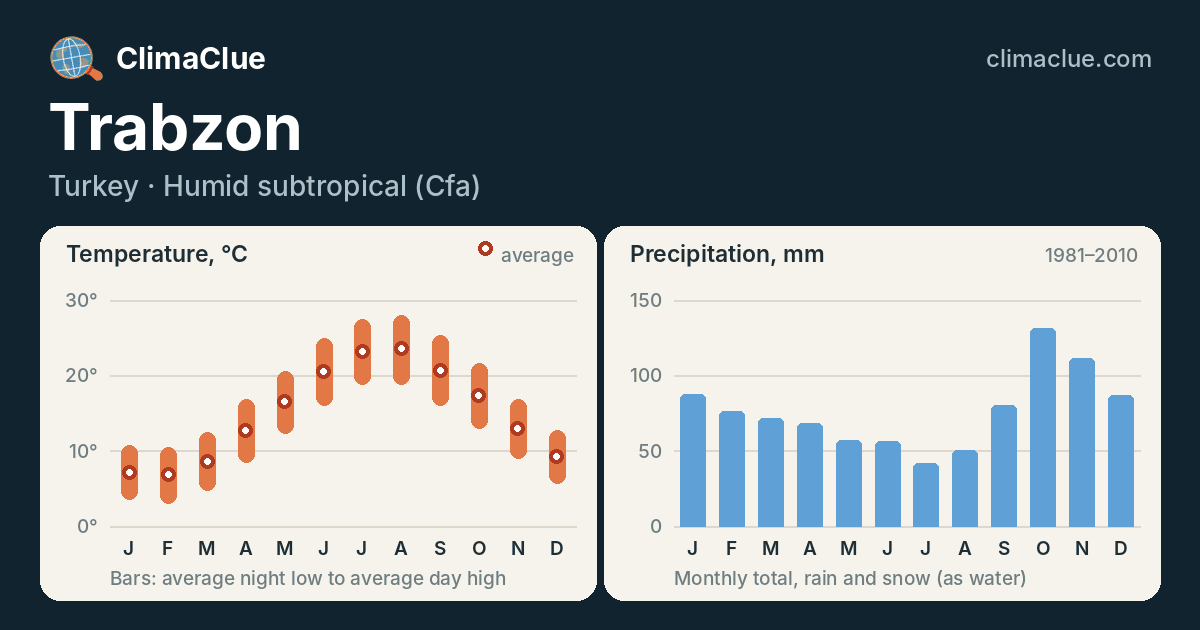 ClimaClue
climaclue.com
Trabzon
Turkey · Humid subtropical (Cfa)
Temperature, °C
average
30°
20°
10°
0°
J F M A M J J A S O N D
Bars: average night low to average day high
Precipitation, mm
1981–2010
150
100
50
0
J F M A M J J A S O N D
Monthly total, rain and snow (as water)